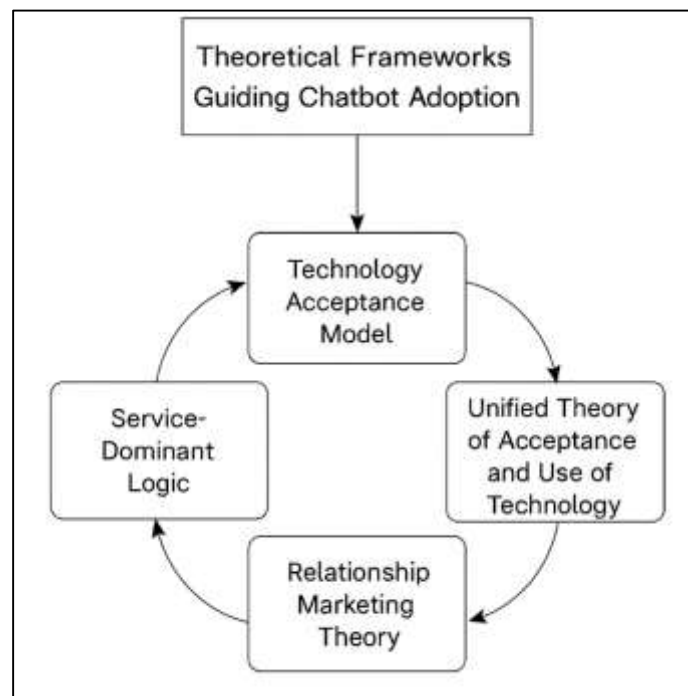 Theoretical Frameworks
Guiding Chatbot Adoption
Technology
Acceptance
Model
Unified Theory
of Acceptance
and Use of
Technology
Relationship
Marketing
Theory
Service-
Dominant
Logic